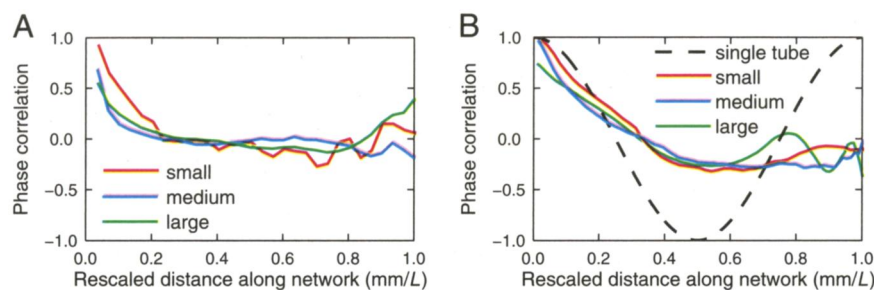 A
Phase correlation
1.0
0.5
0.0
−0.5
−1.0
small
medium
large
0.0 0.2 0.4 0.6 0.8 1.0
Rescaled distance along network (mm/L)
B
Phase correlation
1.0
0.5
0.0
−0.5
−1.0
single tube
small
medium
large
0.0 0.2 0.4 0.6 0.8 1.0
Rescaled distance along network (mm/L)